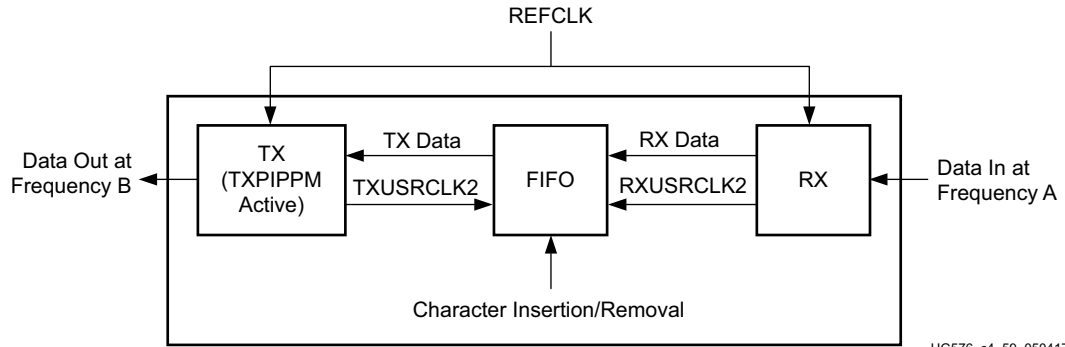 REFCLK
TX
(TXPIPPM
Active)
TX Data
TXUSRCLK2
FIFO
RX Data
RXUSRCLK2
RX
Data Out at
Frequency B
Data In at
Frequency A
Character Insertion/Removal